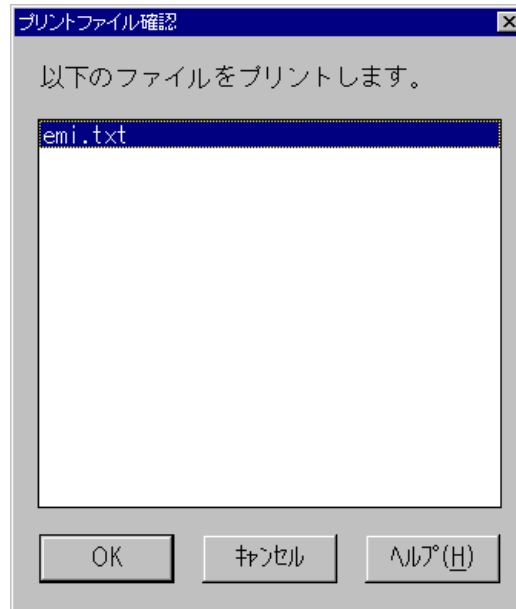 プリントファイル確認
以下のファイルをプリントします。
emi.txt
OK
ｷｬﾝｾﾙ
ﾍﾙﾌﾟ(H)